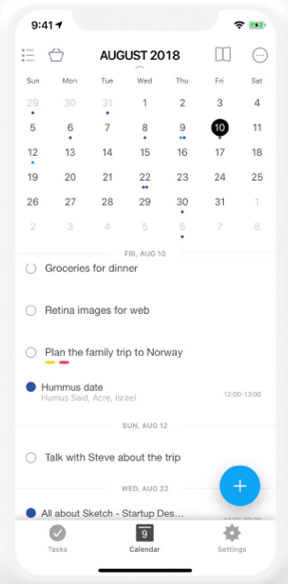 9:41
AUGUST 2018
Sun Mon Tue Wed Thu Fri Sat
29 30 31 1 2 3 4
5 6 7 8 9 10 11
12 13 14 15 16 17 18
19 20 21 22 23 24 25
26 27 28 29 30 31 1
2 3 4 5 6 7 8
FRI, AUG 10
Groceries for dinner
Retina images for web
Plan the family trip to Norway
Hummus date
Humus Said, Acre, Israel 12:00-13:00
SUN, AUG 12
Talk with Steve about the trip
WED, AUG 22
All about Sketch - Startup Des...
9
Tasks Calendar Settings